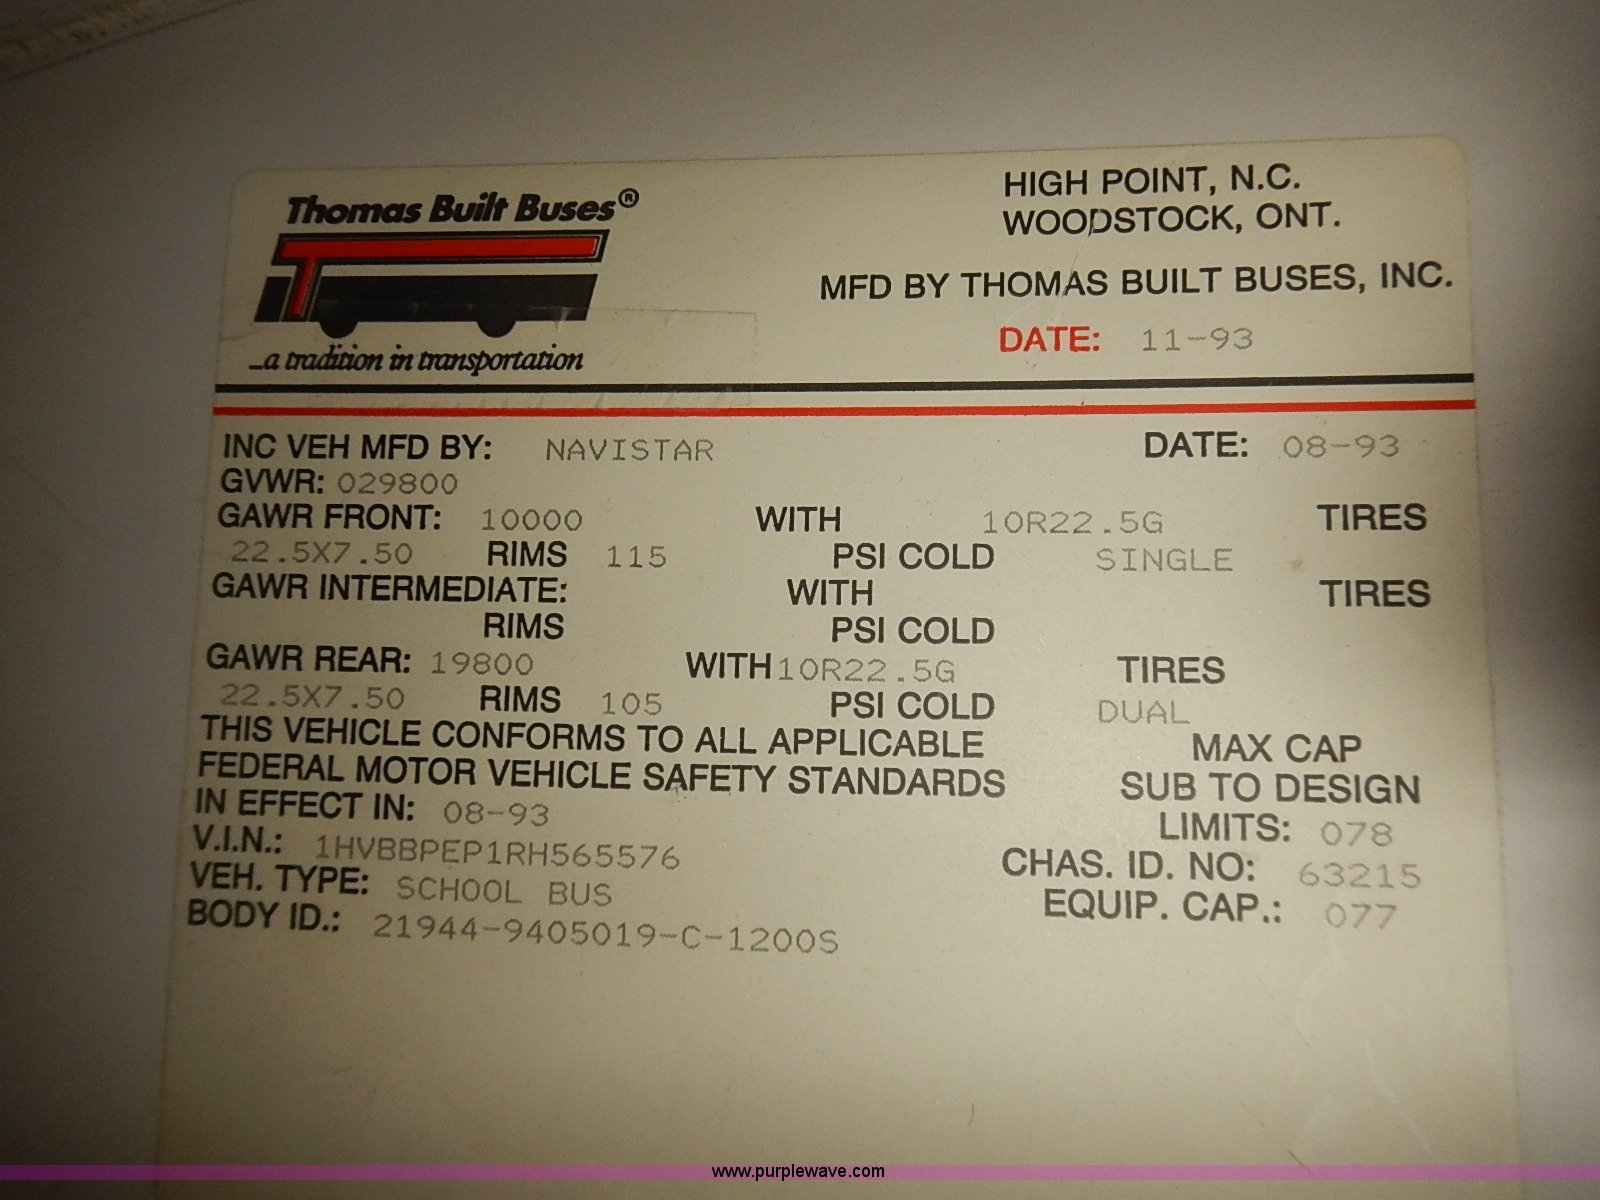 Thomas Built Buses®
...a tradition in transportation
HIGH POINT, N.C.
WOODSTOCK, ONT.
MFD BY THOMAS BUILT BUSES, INC.
DATE: 11-93
INC VEH MFD BY: NAVISTAR DATE: 08-93
GVWR: 029800
GAWR FRONT: 10000 WITH 10R22.5G TIRES
22.5X7.50 RIMS 115 PSI COLD SINGLE
GAWR INTERMEDIATE: WITH TIRES
RIMS PSI COLD
GAWR REAR: 19800 WITH 10R22.5G TIRES
22.5X7.50 RIMS 105 PSI COLD DUAL
THIS VEHICLE CONFORMS TO ALL APPLICABLE
FEDERAL MOTOR VEHICLE SAFETY STANDARDS
IN EFFECT IN: 08-93
MAX CAP
SUB TO DESIGN
LIMITS: 078
V.I.N.: 1HVBBPEP1RH565576
CHAS. ID. NO: 63215
VEH. TYPE: SCHOOL BUS
EQUIP. CAP.: 077
BODY ID.: 21944-9405019-C-1200S
www.purplewave.com